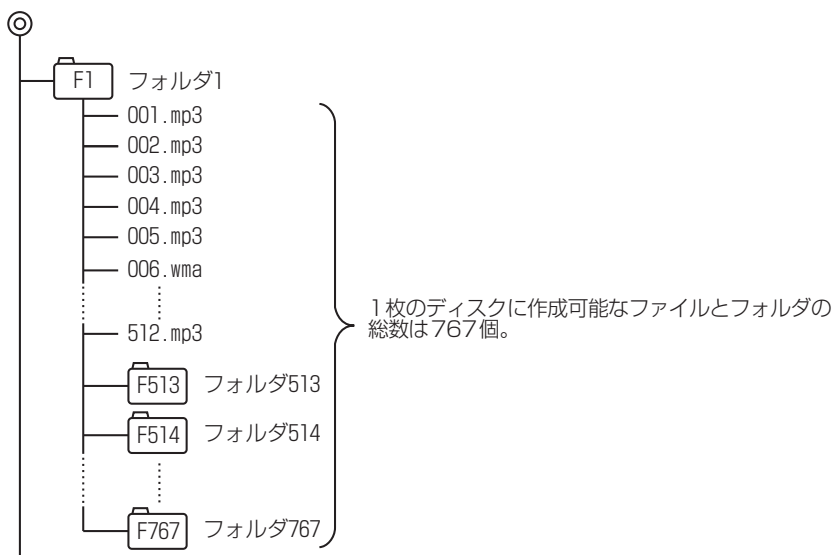 F1 フォルダ1
001.mp3
002.mp3
003.mp3
004.mp3
005.mp3
006.wma
512.mp3
F513 フォルダ513
F514 フォルダ514
F767 フォルダ767
1枚のディスクに作成可能なファイルとフォルダの
総数は767個。